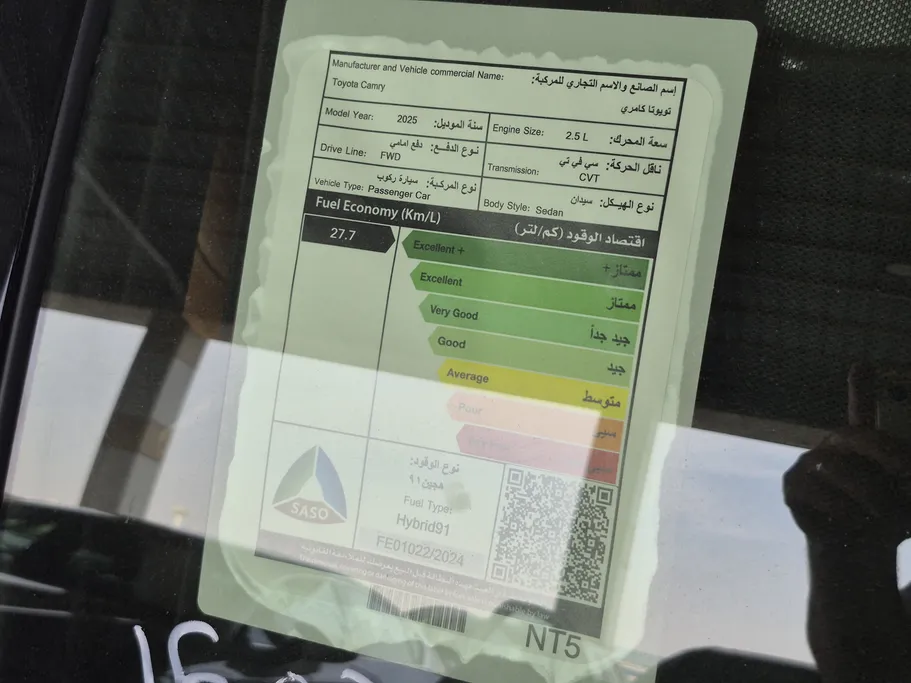 Manufacturer and Vehicle commercial Name: إسم الصانع والاسم التجاري للمركبة:
Toyota Camry تويوتا كامري
Model Year: 2025 سنة الموديل:
Engine Size: 2.5 L سعة المحرك:
Drive Line: دفع امامي نوع الدفع:
FWD
Transmission: سي في تي ناقل الحركة:
CVT
Vehicle Type: سيارة ركوب نوع المركبة:
Passenger Car
Body Style: سيدان نوع الهيكل:
Sedan
Fuel Economy (Km/L) اقتصاد الوقود (كم/لتر)
27.7
Excellent + ممتاز+
Excellent ممتاز
Very Good جيد جداً
Good جيد
Average متوسط
Poor سيئ
SASO
نوع الوقود:
هجين٩١
Fuel Type:
Hybrid91
FE01022/2024
NT5